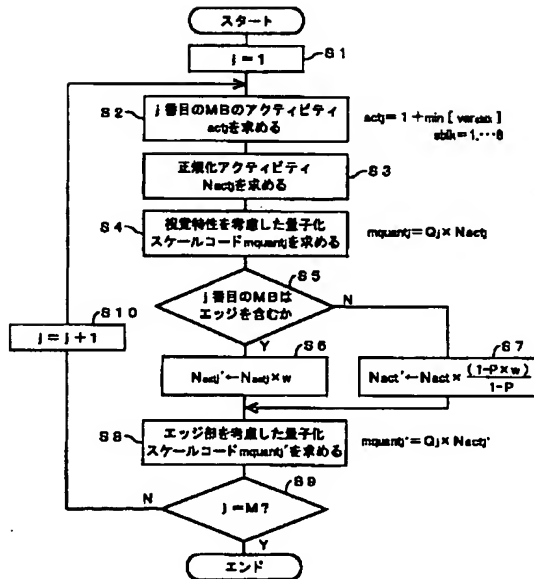 スタート
S1
j=1
S2
j番目のMBのアクティビティ
actjを求める
actj=1+min[varsblk]
sblk=1,…8
S3
正規化アクティビティ
Nactjを求める
S4
視覚特性を考慮した量子化
スケールコードmquantjを求める
mquantj=Qj×Nactj
S5
j番目のMBは
エッジを含むか
N
Y
S10
j=j+1
S6
Nactj'←Nactj×w
S7
Nact'←Nact×(1-P×w)/1-P
S8
エッジ部を考慮した量子化
スケールコードmquantj'を求める
mquantj'=Qj×Nactj'
S9
j=M?
N
Y
エンド